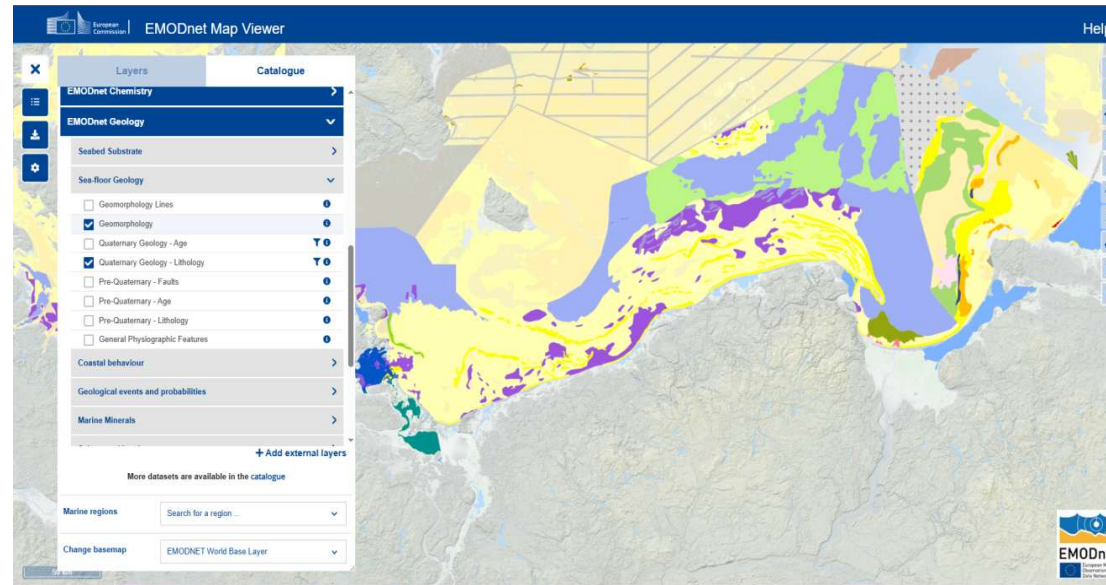 European
Commission
EMODnet Map Viewer
Help
Layers
Catalogue
EMODnet Chemistry
EMODnet Geology
Seabed Substrate
Sea-floor Geology
Geomorphology Lines
Geomorphology
Quaternary Geology - Age
Quaternary Geology - Lithology
Pre-Quaternary - Faults
Pre-Quaternary - Age
Pre-Quaternary - Lithology
General Physiographic Features
Coastal behaviour
Geological events and probabilities
Marine Minerals
+ Add external layers
More datasets are available in the catalogue
Marine regions
Search for a region ...
Change basemap
EMODNET World Base Layer
EMODn